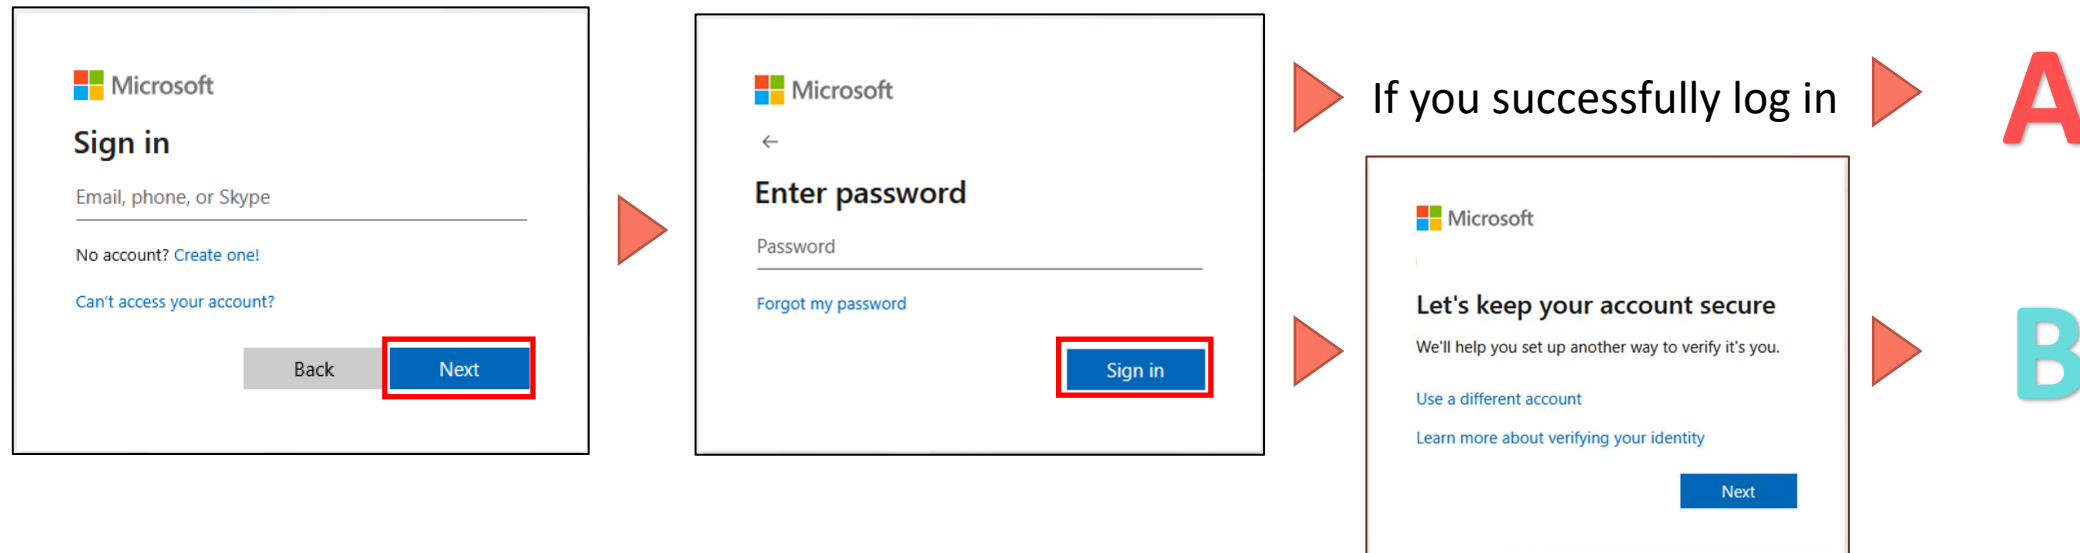 Microsoft
Sign in
Email, phone, or Skype
No account? Create one!
Can't access your account?
Back
Next
Microsoft
←
Enter password
Password
Forgot my password
Sign in
If you successfully log in
A
Microsoft
Let's keep your account secure
We'll help you set up another way to verify it's you.
Use a different account
Learn more about verifying your identity
Next
B